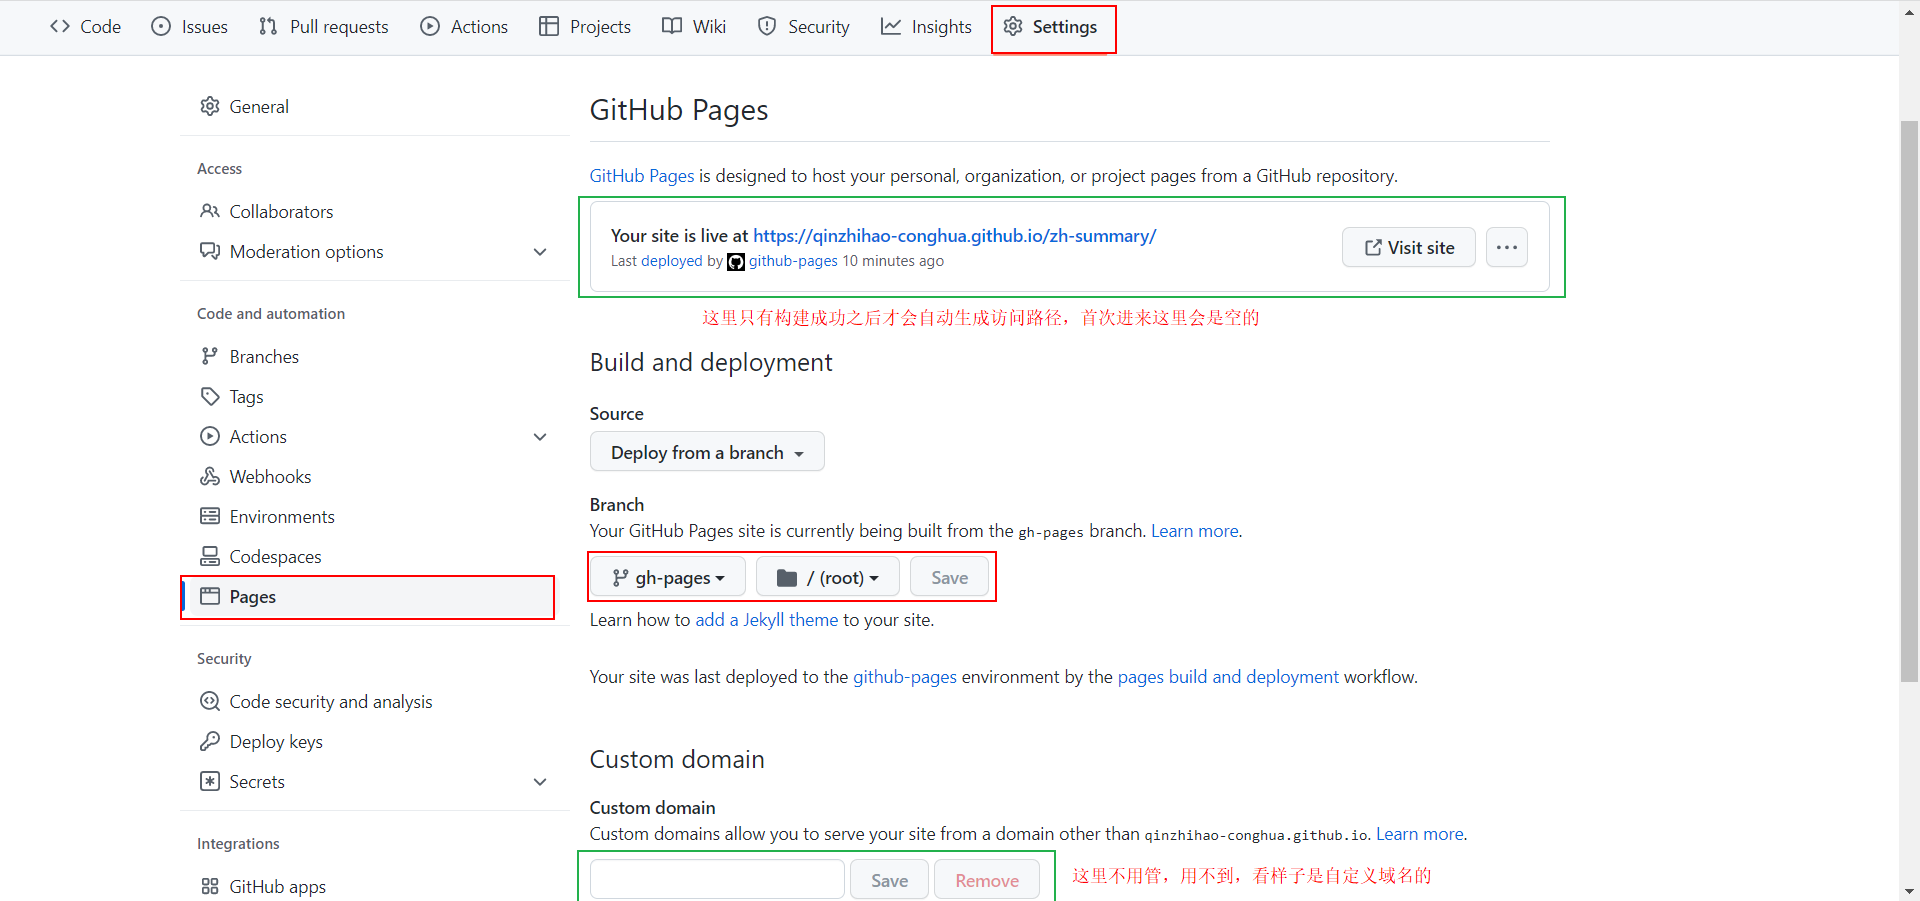 Code Issues Pull requests Actions Projects Wiki Security Insights Settings
General
Access
Collaborators
Moderation options
Code and automation
Branches
Tags
Actions
Webhooks
Environments
Codespaces
Pages
Security
Code security and analysis
Deploy keys
Secrets
Integrations
GitHub apps
GitHub Pages
GitHub Pages is designed to host your personal, organization, or project pages from a GitHub repository.
Your site is live at https://qinzhihao-conghua.github.io/zh-summary/
Last deployed by github-pages 10 minutes ago
Visit site
这里只有构建成功之后才会自动生成访问路径，首次进来这里会是空的
Build and deployment
Source
Deploy from a branch
Branch
Your GitHub Pages site is currently being built from the gh-pages branch. Learn more.
gh-pages / (root) Save
Learn how to add a Jekyll theme to your site.
Your site was last deployed to the github-pages environment by the pages build and deployment workflow.
Custom domain
Custom domain
Custom domains allow you to serve your site from a domain other than qinzhihao-conghua.github.io. Learn more.
Save Remove
这里不用管，用不到，看样子是自定义域名的